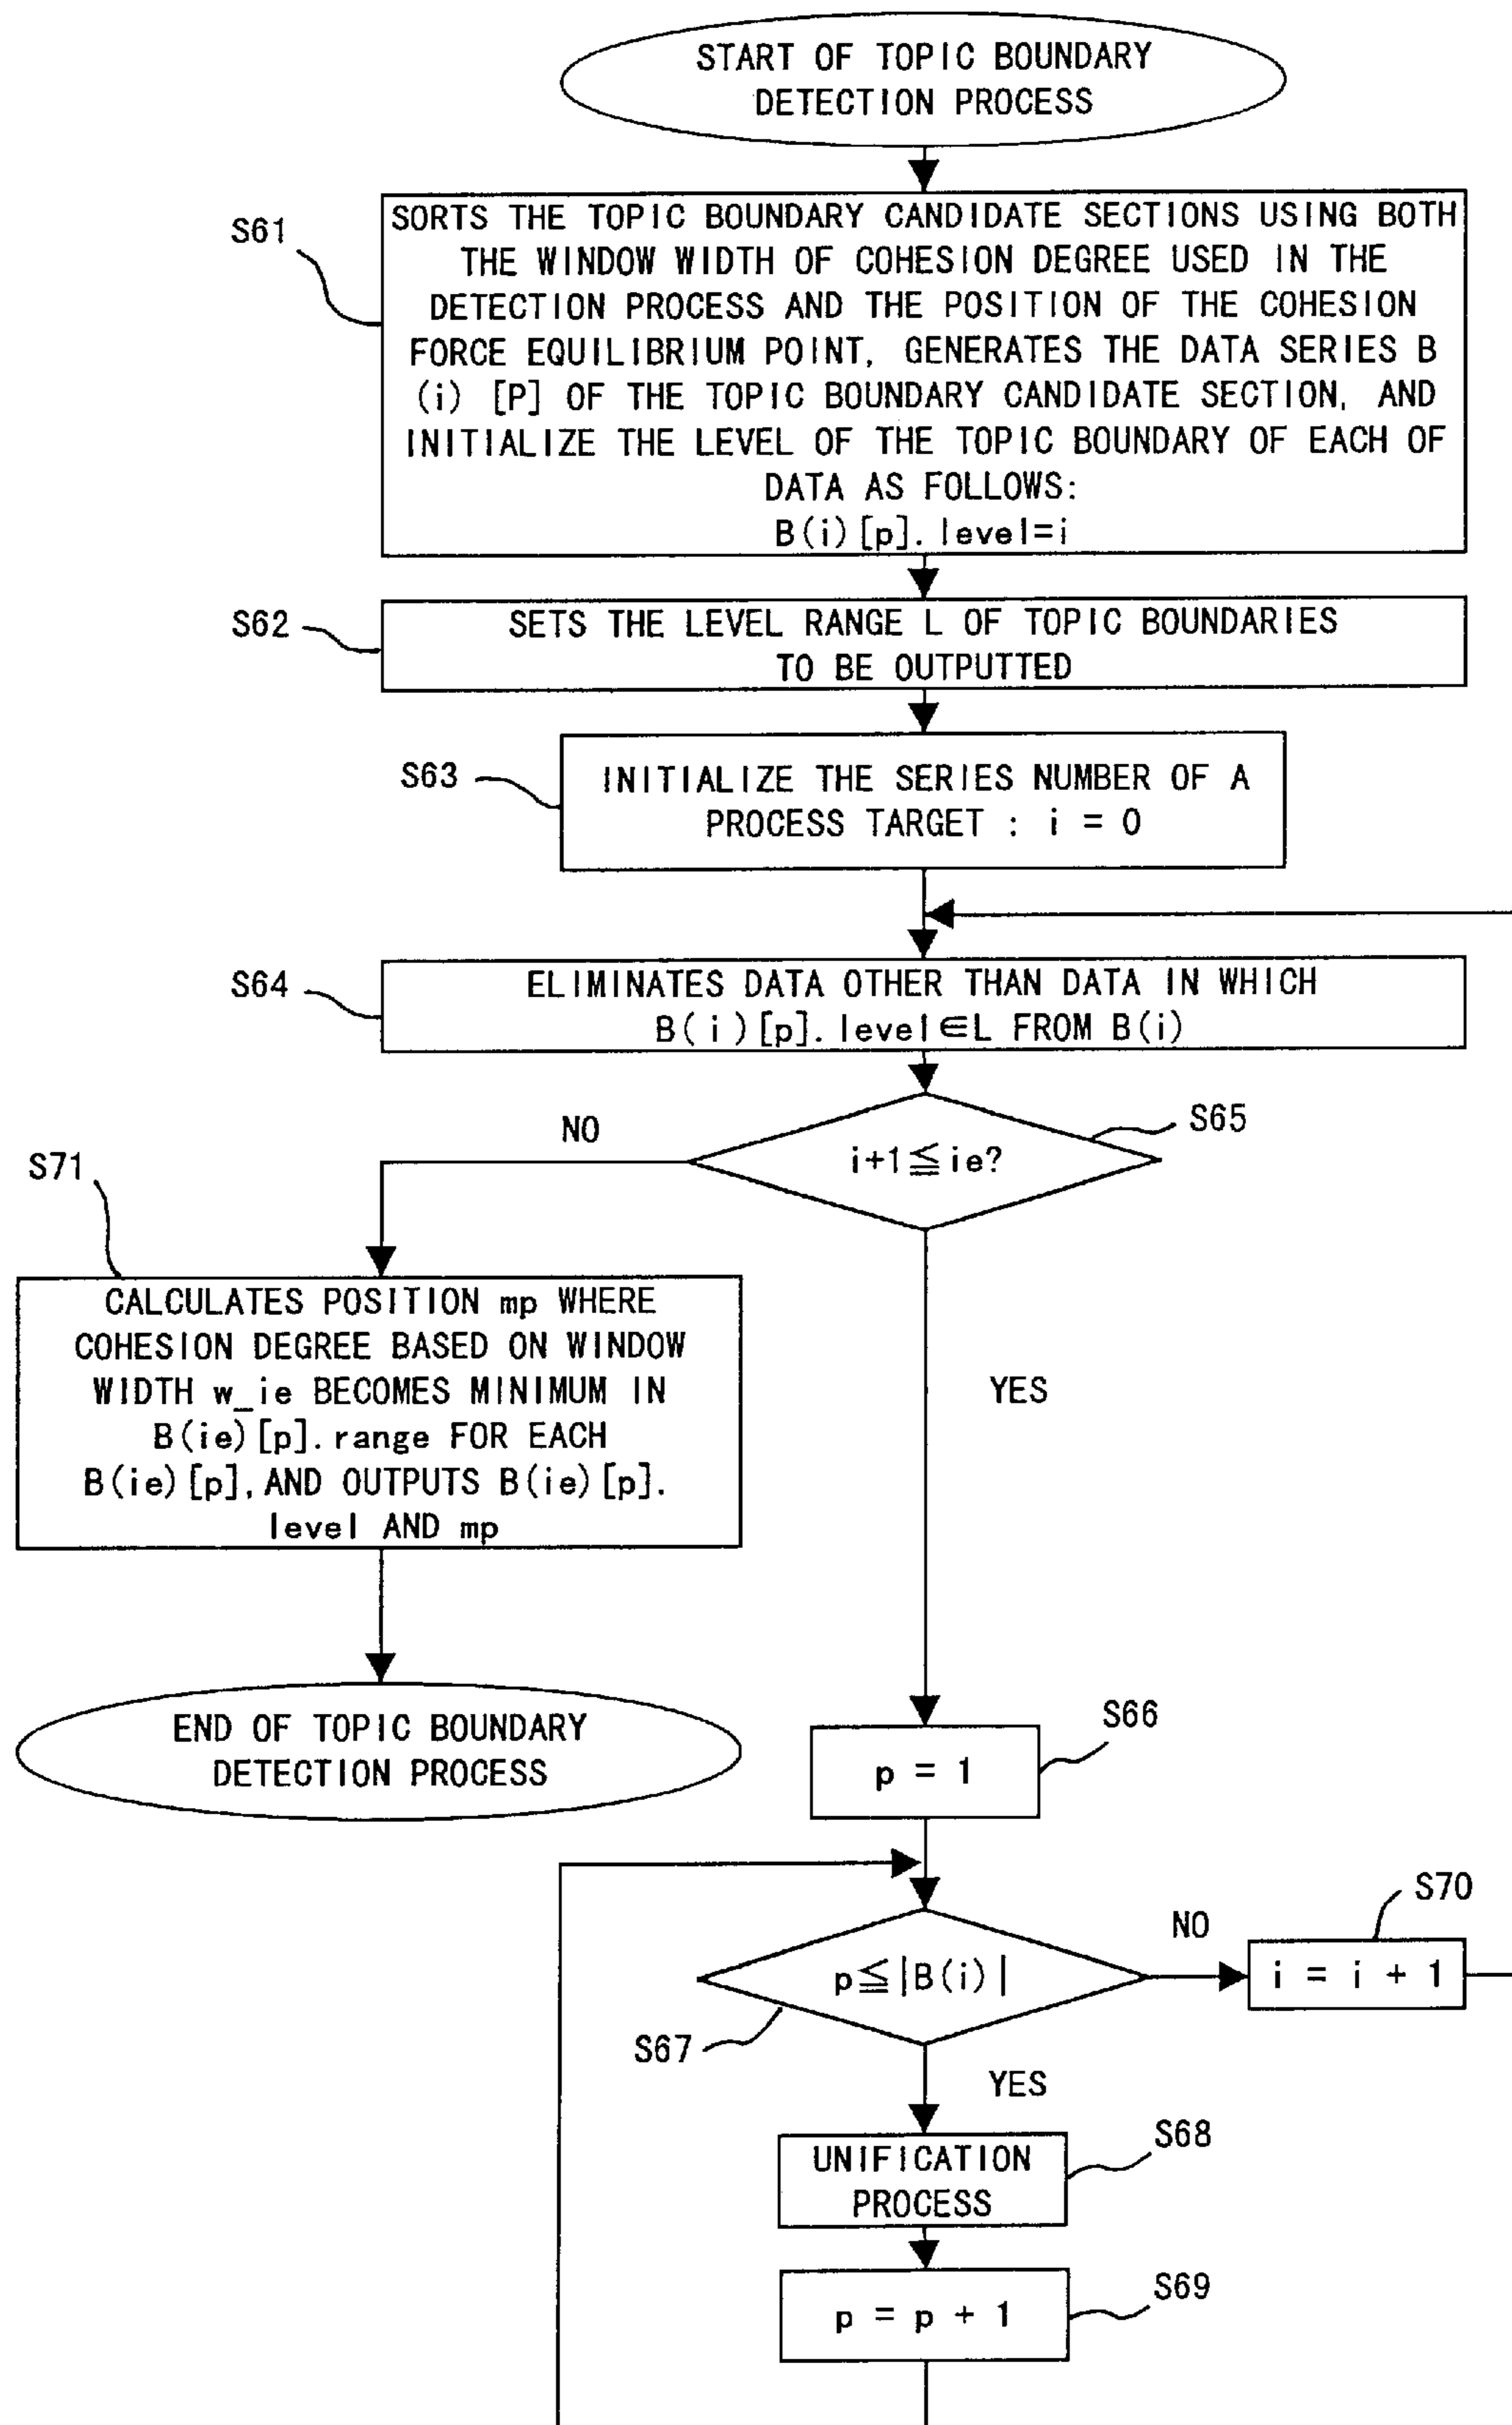 START OF TOPIC BOUNDARY
DETECTION PROCESS
S61
SORTS THE TOPIC BOUNDARY CANDIDATE SECTIONS USING BOTH
THE WINDOW WIDTH OF COHESION DEGREE USED IN THE
DETECTION PROCESS AND THE POSITION OF THE COHESION
FORCE EQUILIBRIUM POINT, GENERATES THE DATA SERIES B
(i) [P] OF THE TOPIC BOUNDARY CANDIDATE SECTION, AND
INITIALIZE THE LEVEL OF THE TOPIC BOUNDARY OF EACH OF
DATA AS FOLLOWS:
B(i)[p].level=i
S62
SETS THE LEVEL RANGE L OF TOPIC BOUNDARIES
TO BE OUTPUTTED
S63
INITIALIZE THE SERIES NUMBER OF A
PROCESS TARGET : i = 0
S64
ELIMINATES DATA OTHER THAN DATA IN WHICH
B(i)[p].level∈L FROM B(i)
S65
i+1≦ie?
NO
S71
CALCULATES POSITION mp WHERE
COHESION DEGREE BASED ON WINDOW
WIDTH w_ie BECOMES MINIMUM IN
B(ie)[p].range FOR EACH
B(ie)[p], AND OUTPUTS B(ie)[p].
level AND mp
YES
END OF TOPIC BOUNDARY
DETECTION PROCESS
S66
p = 1
S67
p≦|B(i)|
NO
S70
i = i + 1
YES
S68
UNIFICATION
PROCESS
S69
p = p + 1